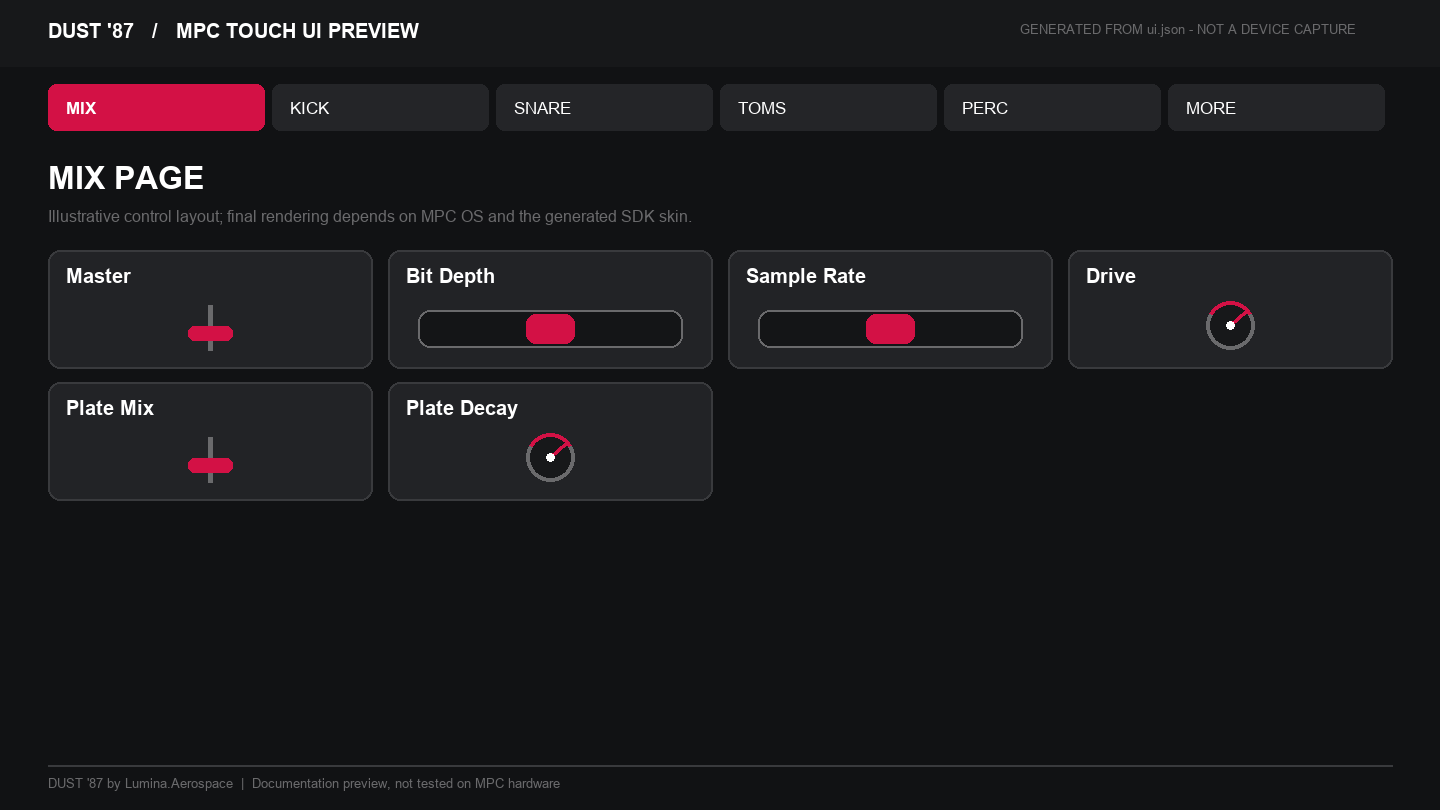 DUST '87 / MPC TOUCH UI PREVIEW
GENERATED FROM ui.json - NOT A DEVICE CAPTURE
MIX
KICK
SNARE
TOMS
PERC
MORE
MIX PAGE
Illustrative control layout; final rendering depends on MPC OS and the generated SDK skin.
Master
Bit Depth
Sample Rate
Drive
Plate Mix
Plate Decay
DUST '87 by Lumina.Aerospace | Documentation preview, not tested on MPC hardware